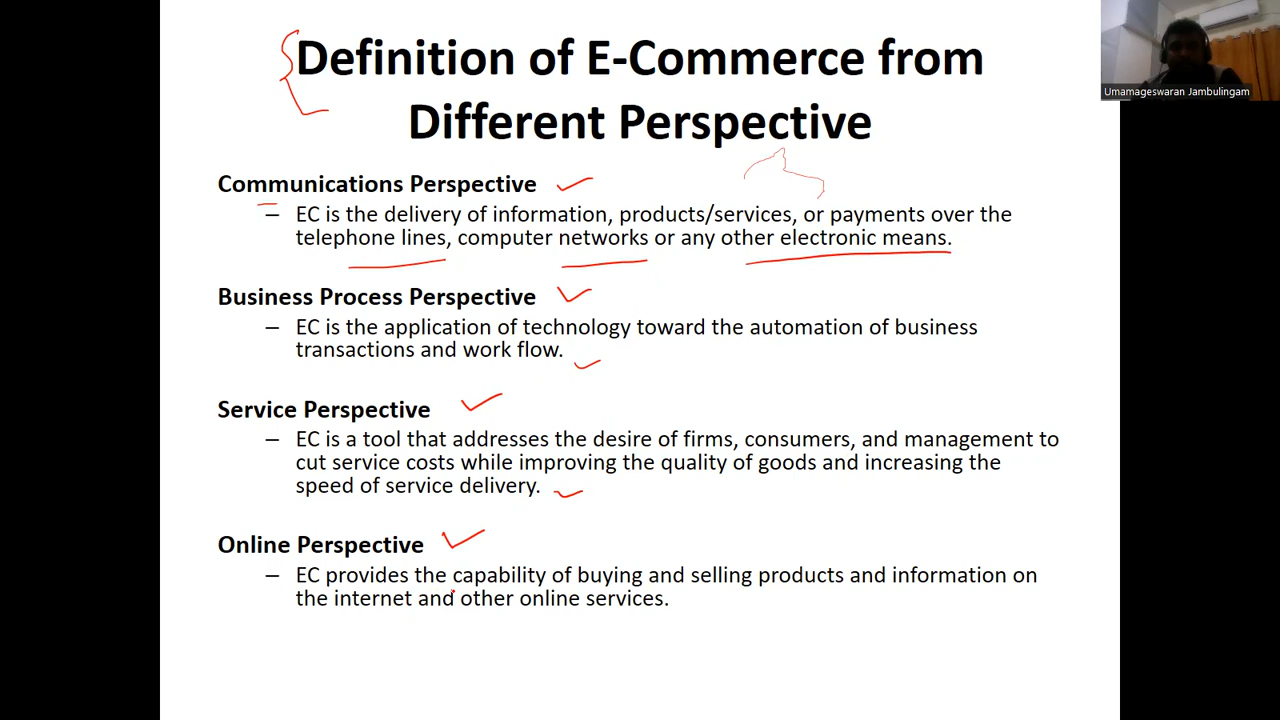 Definition of E-Commerce from
Different Perspective
Umamageswaran Jambulingam
Communications Perspective
– EC is the delivery of information, products/services, or payments over the
telephone lines, computer networks or any other electronic means.
Business Process Perspective
– EC is the application of technology toward the automation of business
transactions and work flow.
Service Perspective
– EC is a tool that addresses the desire of firms, consumers, and management to
cut service costs while improving the quality of goods and increasing the
speed of service delivery.
Online Perspective
– EC provides the capability of buying and selling products and information on
the internet and other online services.